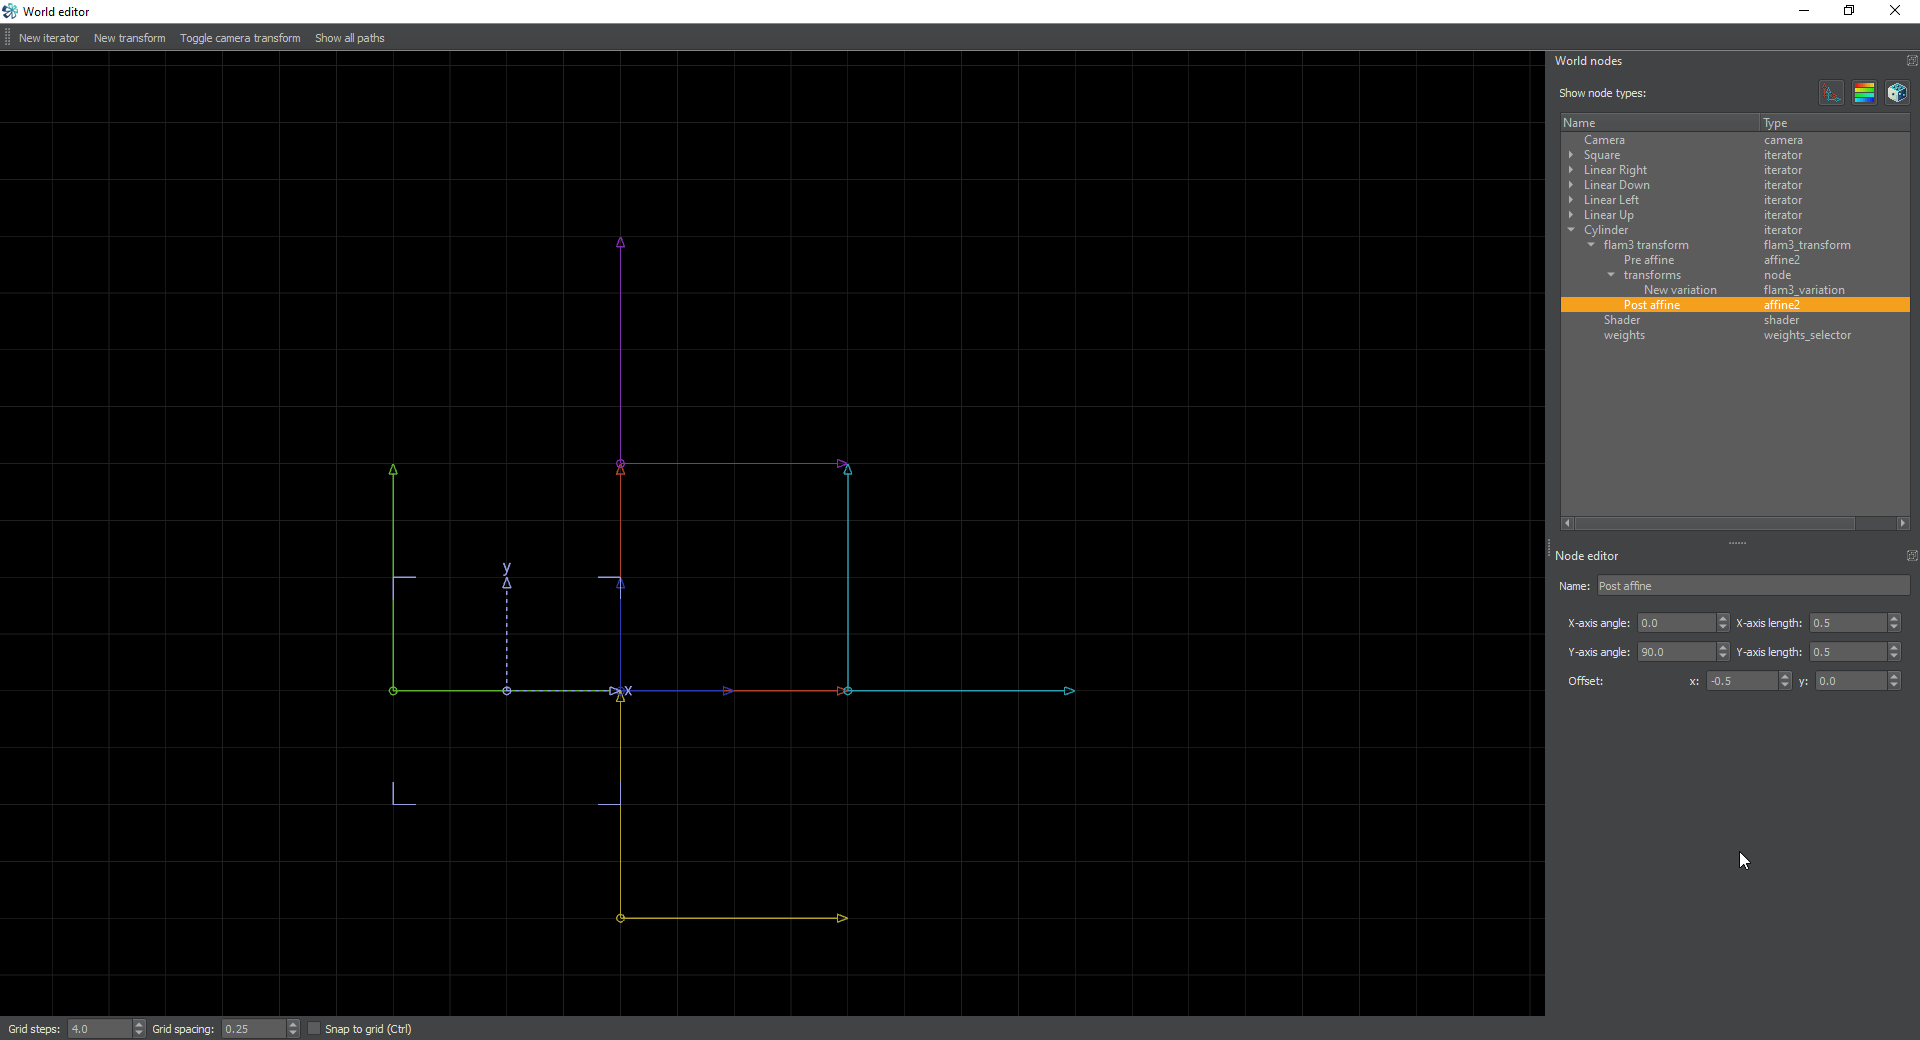 World editor
New iterator New transform Toggle camera transform Show all paths
World nodes
Show node types:
Name Type
Camera camera
Square iterator
Linear Right iterator
Linear Down iterator
Linear Left iterator
Linear Up iterator
Cylinder iterator
flam3 transform flam3_transform
Pre affine affine2
transforms node
New variation flam3_variation
Post affine affine2
Shader shader
weights weights_selector
y
x
Node editor
Name: Post affine
X-axis angle: 0.0 X-axis length: 0.5
Y-axis angle: 90.0 Y-axis length: 0.5
Offset: x: -0.5 y: 0.0
Grid steps: 4.0 Grid spacing: 0.25 Snap to grid (Ctrl)